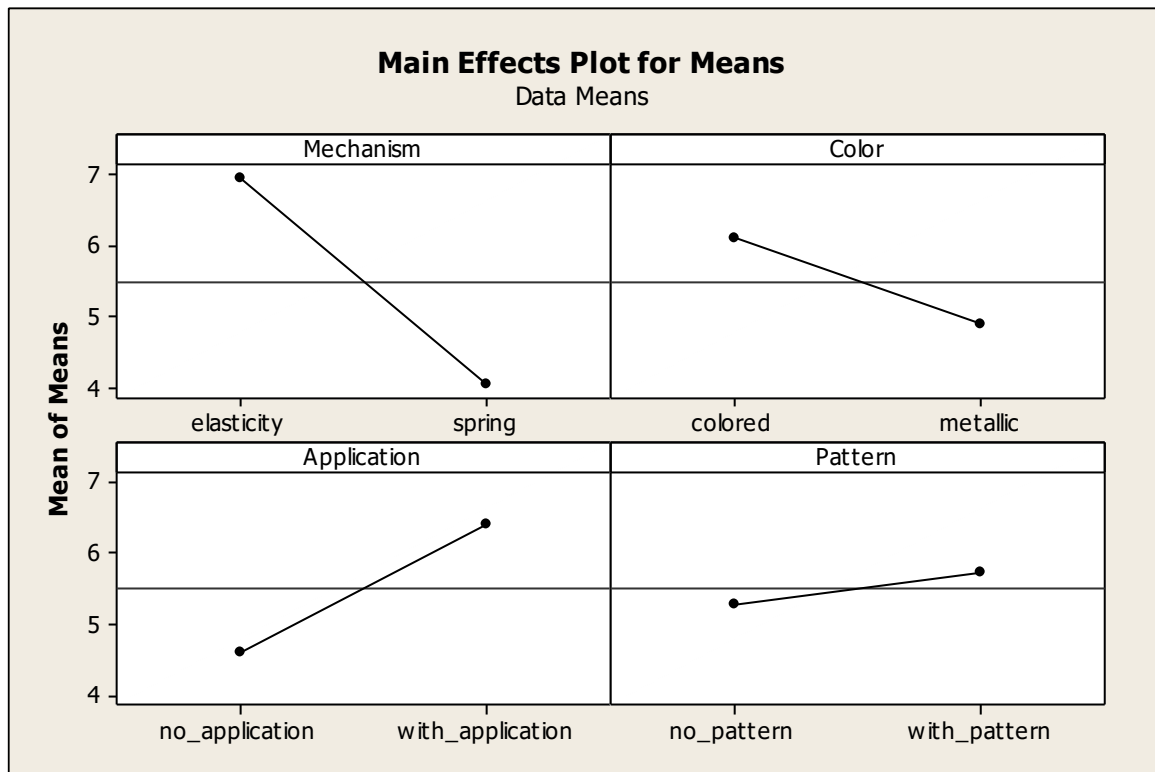 Main Effects Plot for Means
Data Means
Mean of Means
Mechanism
Color
7
6
5
4
elasticity
spring
colored
metallic
Application
Pattern
7
6
5
4
no_application
with_application
no_pattern
with_pattern